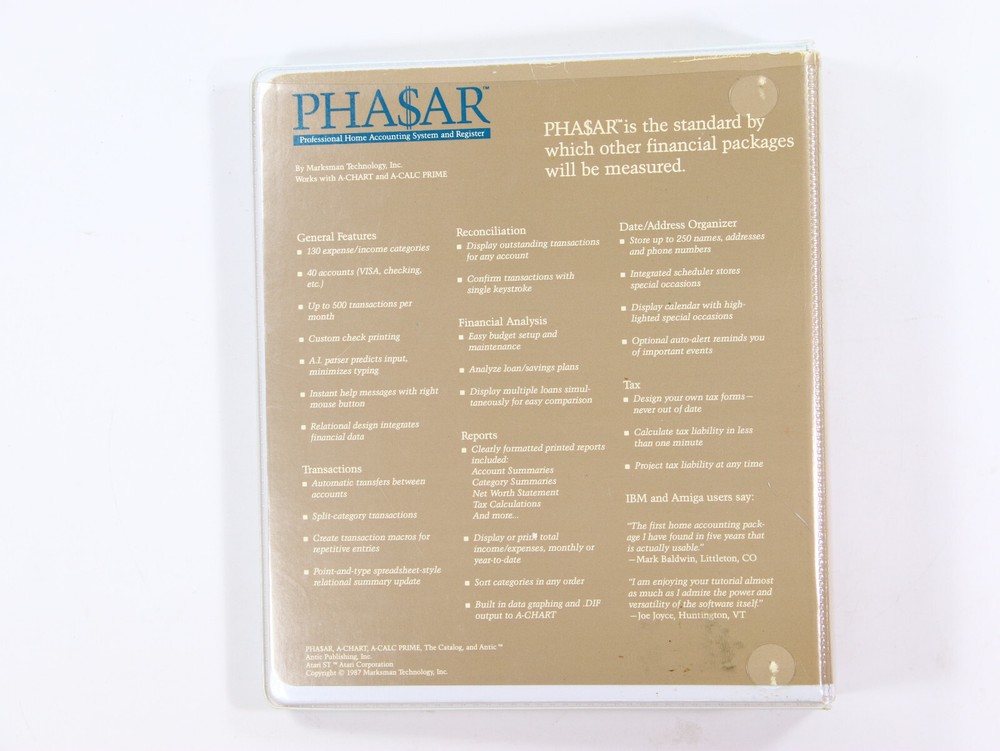 PHA$AR™
Professional Home Accounting System and Register
By Marksman Technology, Inc.
Works with A-CHART and A-CALC PRIME
PHA$AR™ is the standard by
which other financial packages
will be measured.
General Features
130 expense/income categories
40 accounts (VISA, checking,
etc.)
Up to 500 transactions per
month
Custom check printing
A.I. parser predicts input,
minimizes typing
Instant help messages with right
mouse button
Relational design integrates
financial data
Transactions
Automatic transfers between
accounts
Split-category transactions
Create transaction macros for
repetitive entries
Point-and-type spreadsheet-style
relational summary update
Reconciliation
Display outstanding transactions
for any account
Confirm transactions with
single keystroke
Financial Analysis
Easy budget setup and
maintenance
Analyze loan/savings plans
Display multiple loans simul-
taneously for easy comparison
Reports
Clearly formatted printed reports
included:
Account Summaries
Category Summaries
Net Worth Statement
Tax Calculations
And more...
Display or print total
income/expenses, monthly or
year-to-date
Sort categories in any order
Built in data graphing and .DIF
output to A-CHART
Date/Address Organizer
Store up to 250 names, addresses
and phone numbers
Integrated scheduler stores
special occasions
Display calendar with high-
lighted special occasions
Optional auto-alert reminds you
of important events
Tax
Design your own tax forms—
never out of date
Calculate tax liability in less
than one minute
Project tax liability at any time
IBM and Amiga users say:
"The first home accounting pack-
age I have found in five years that
is actually usable."
—Mark Baldwin, Littleton, CO
"I am enjoying your tutorial almost
as much as I admire the power and
versatility of the software itself."
—Joe Joyce, Huntington, VT
PHA$AR, A-CHART, A-CALC PRIME, The Catalog, and Antic™
Antic Publishing, Inc.
Atari ST™ Atari Corporation
Copyright © 1987 Marksman Technology, Inc.